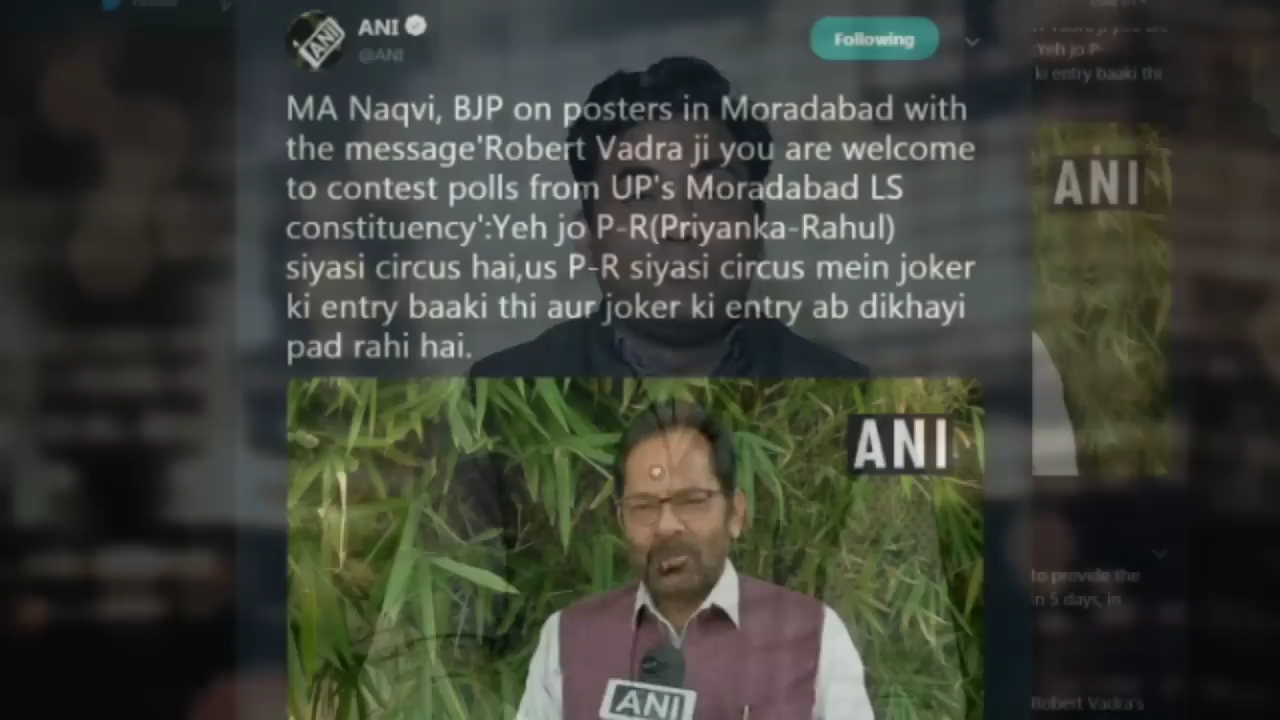 ANI
@ANI
Following
MA Naqvi, BJP on posters in Moradabad with
the message'Robert Vadra ji you are welcome
to contest polls from UP's Moradabad LS
constituency':Yeh jo P-R(Priyanka-Rahul)
siyasi circus hai,us P-R siyasi circus mein joker
ki entry baaki thi aur joker ki entry ab dikhayi
pad rahi hai.
ANI
ANI
ANI
Yeh jo P-
ki entry baaki thi
ANI
to provide the
in 5 days, in
Robert Vadra's